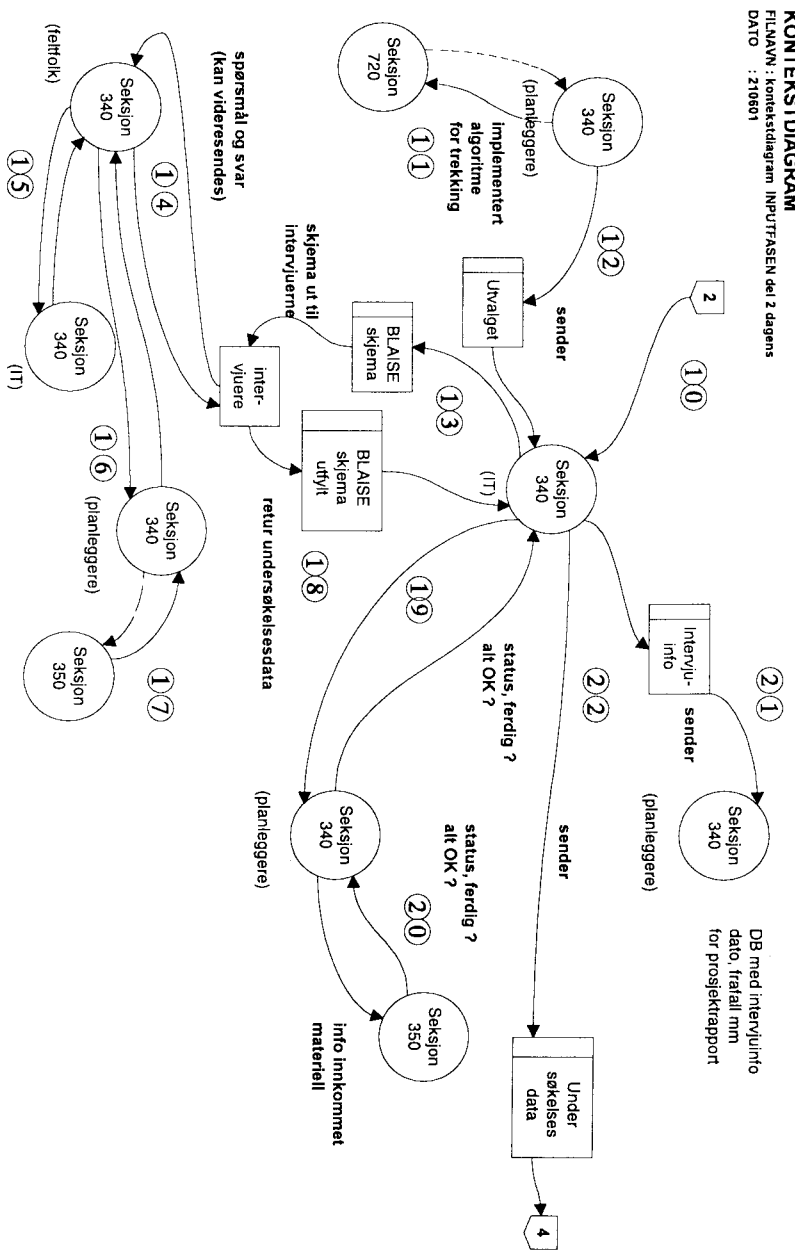 KONTEKSTDIAGRAM
FILNAVN : kontekstdiagram INPUTFASEN del 2 dagens
DATO : 210601
2
10
Seksjon
340
(planleggere)
12
sender
Utvalget
Seksjon
720
11
implementert
algoritme
for trekking
Seksjon
340
(IT)
13
BLAISE
skjema
skjema ut til
intervjuerne
inter-
vjuere
BLAISE
skjema
utfylt
18
retur undersøkelsesdata
spørsmål og svar
(kan videresendes)
14
Seksjon
340
(feltfolk)
15
Seksjon
340
(IT)
16
Seksjon
340
(planleggere)
17
Seksjon
350
Intervju-
info
21
sender
Seksjon
340
(planleggere)
DB med intervjuinfo
dato, frafall mm
for prosjektrapport
22
sender
Under
søkelses
data
4
19
status, ferdig ?
alt OK ?
Seksjon
340
(planleggere)
status, ferdig ?
alt OK ?
20
Seksjon
350
info innkommet
materiell